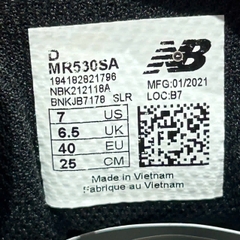 D
MR530SA
194182821796
NBK212118A
BNKJB7178 SLR
7 US
6.5 UK
40 EU
25 CM
NB
MFG:01/2021
LOC:B7
Made in Vietnam
Fabriqué au Vietnam